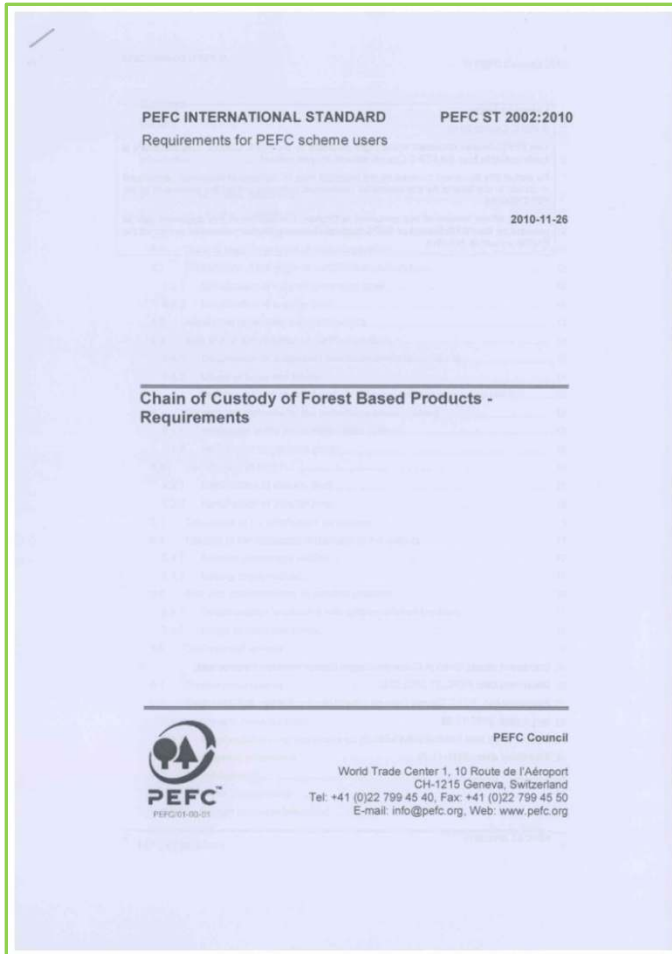 PEFC INTERNATIONAL STANDARD PEFC ST 2002:2010
Requirements for PEFC scheme users
2010-11-26
Chain of Custody of Forest Based Products -
Requirements
PEFC Council
World Trade Center 1, 10 Route de l'Aéroport
CH-1215 Geneva, Switzerland
Tel: +41 (0)22 799 45 40, Fax: +41 (0)22 799 45 50
E-mail: info@pefc.org, Web: www.pefc.org
PEFC™
PEFC/01-00-01